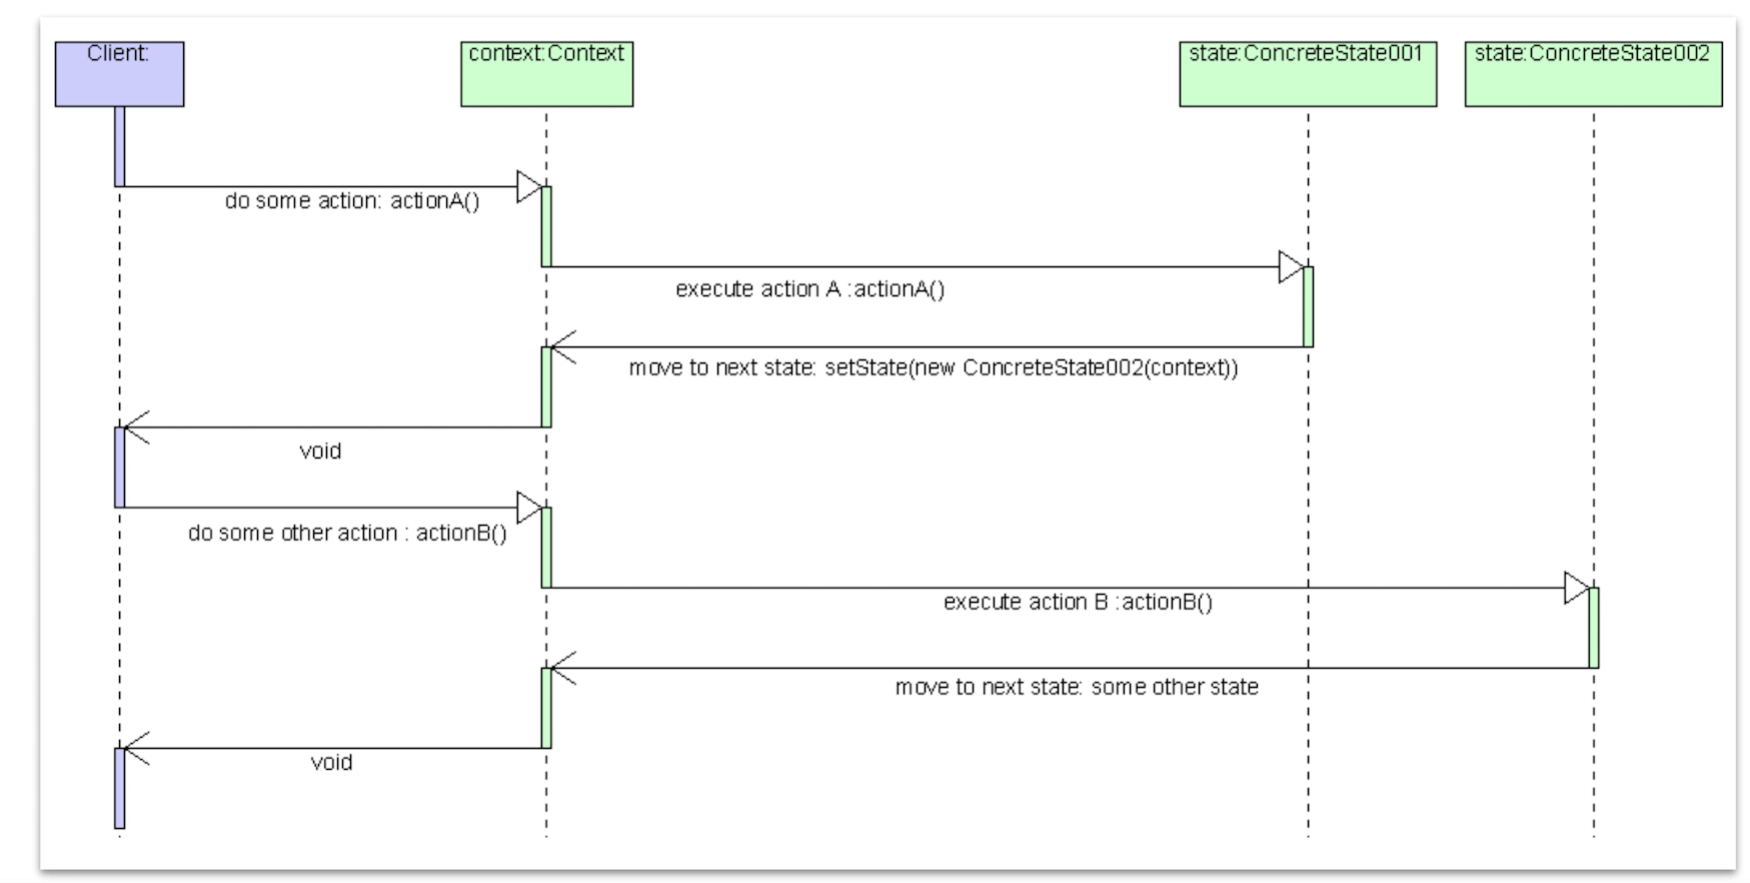 Client:
context:Context
state:ConcreteState001
state:ConcreteState002
do some action: actionA()
execute action A :actionA()
move to next state: setState(new ConcreteState002(context))
void
do some other action : actionB()
execute action B :actionB()
move to next state: some other state
void